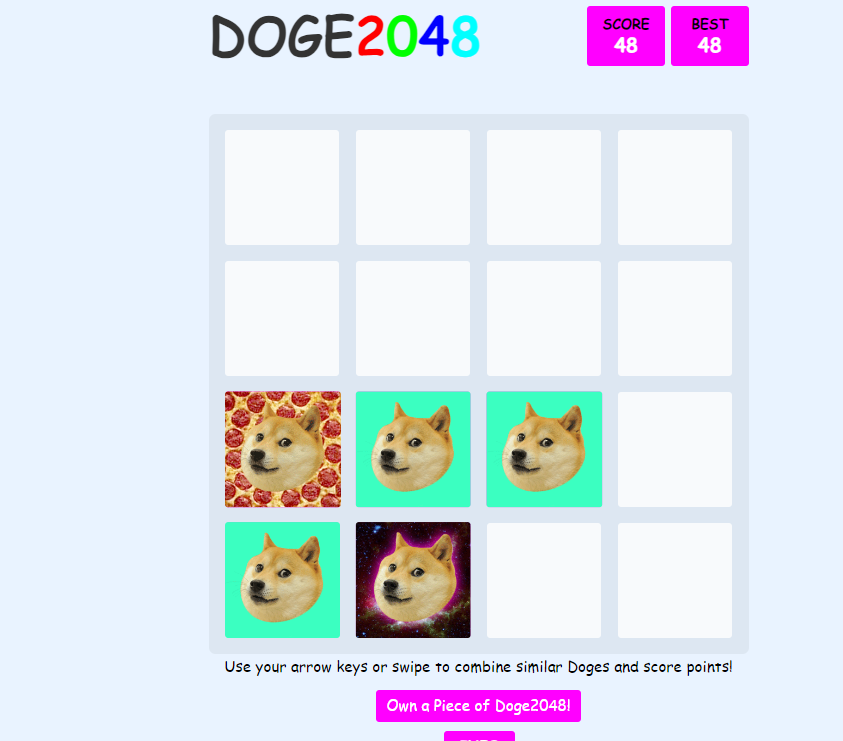 DOGE2048
SCORE BEST
48 48
Use your arrow keys or swipe to combine similar Doges and score points!
Own a Piece of Doge2048!